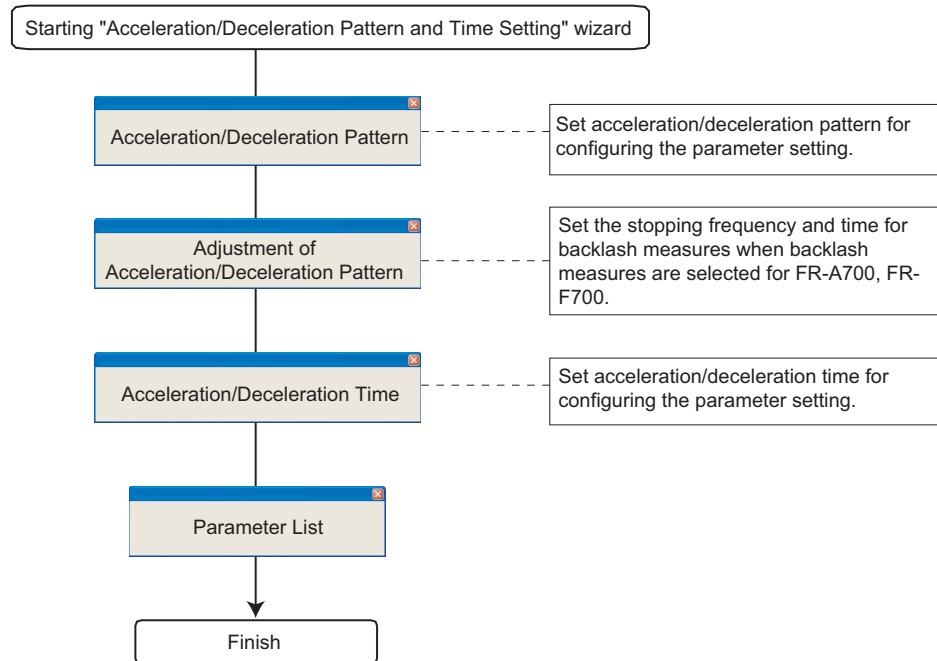 Starting "Acceleration/Deceleration Pattern and Time Setting" wizard
Acceleration/Deceleration Pattern
Set acceleration/deceleration pattern for
configuring the parameter setting.
Adjustment of
Acceleration/Deceleration Pattern
Set the stopping frequency and time for
backlash measures when backlash
measures are selected for FR-A700, FR-
F700.
Acceleration/Deceleration Time
Set acceleration/deceleration time for
configuring the parameter setting.
Parameter List
Finish